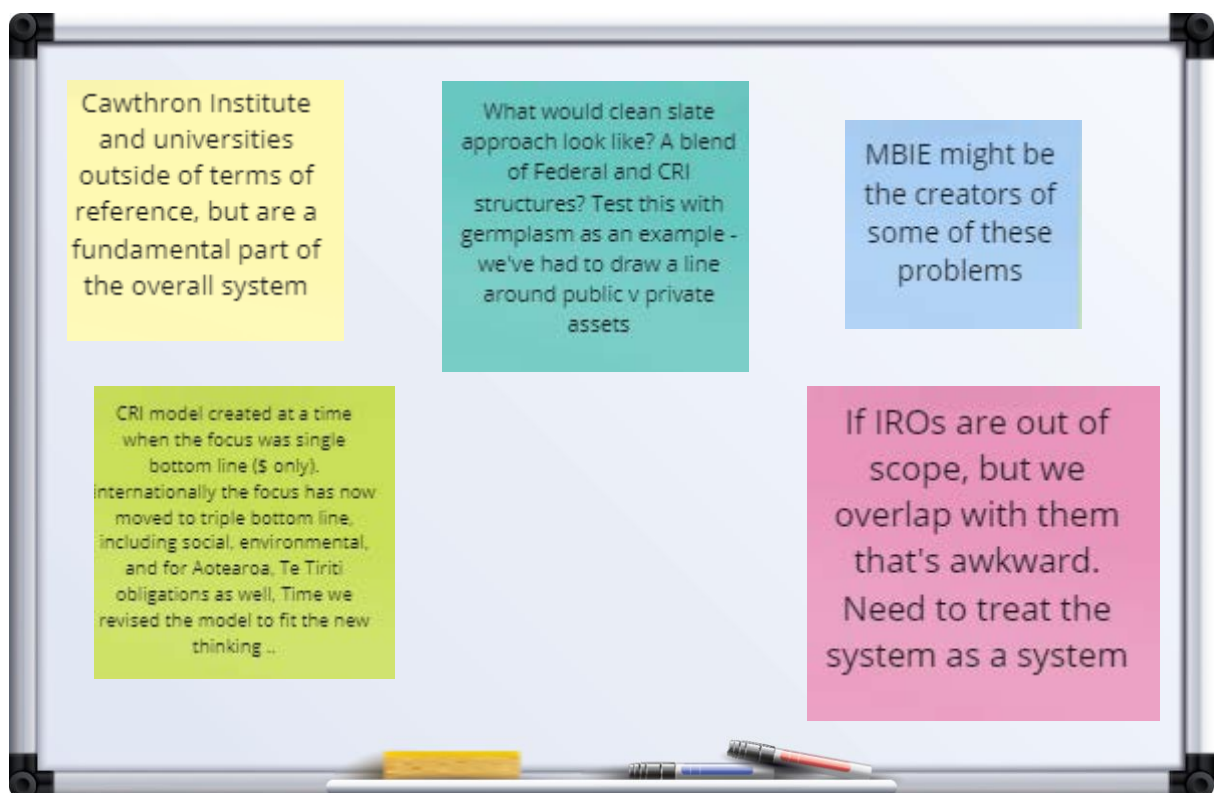 Cawthron Institute
and universities
outside of terms of
reference, but are a
fundamental part of
the overall system
What would clean slate
approach look like? A blend
of Federal and CRI
structures? Test this with
germplasm as an example -
we've had to draw a line
around public v private
assets
MBIE might be
the creators of
some of these
problems
CRI model created at a time
when the focus was single
bottom line ($ only).
internationally the focus has now
moved to triple bottom line,
including social, environmental,
and for Aotearoa, Te Tiriti
obligations as well, Time we
revised the model to fit the new
thinking ..
If IROs are out of
scope, but we
overlap with them
that's awkward.
Need to treat the
system as a system